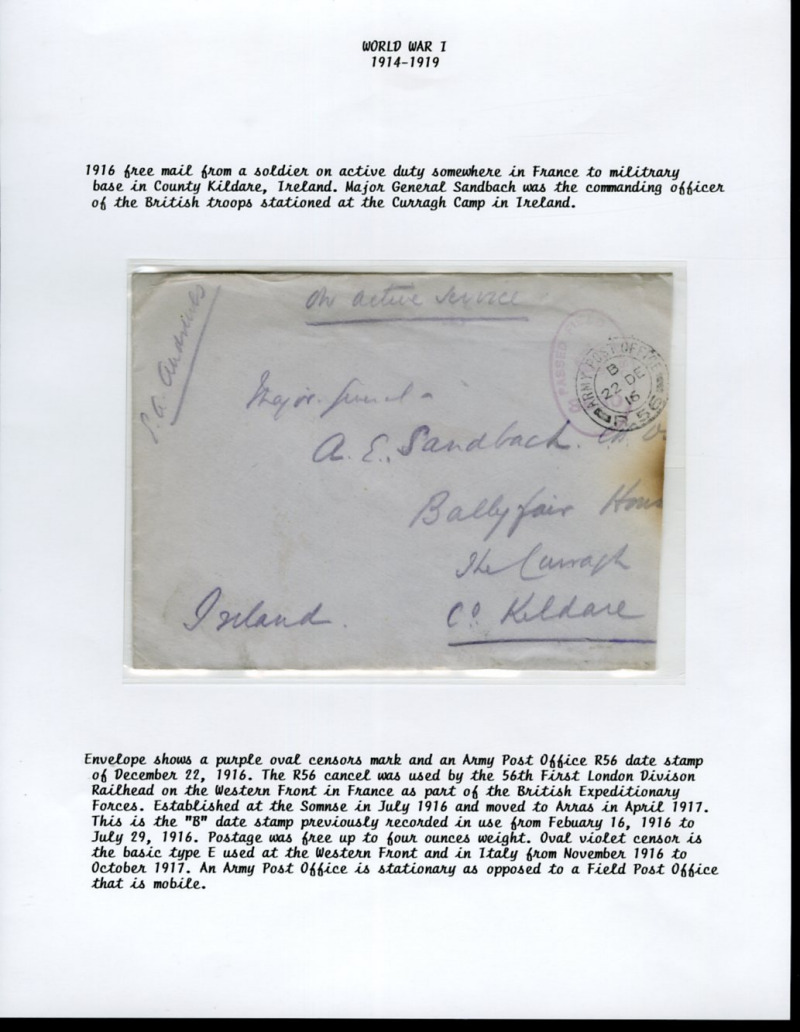 WORLD WAR I
1914-1919
1916 free mail from a soldier on active duty somewhere in France to militrary
base in County Kildare, Ireland. Major General Sandbach was the commanding officer
of the British troops stationed at the Curragh Camp in Ireland.
On active Service
PASSED
ARMY POST OFFICE
B
22 DE
16
R.56
Major General
A. E. Sandbach.
Ballyfair Hous
The Curragh
Co Kildare
Ireland.
Envelope shows a purple oval censors mark and an Army Post Office R56 date stamp
of December 22, 1916. The R56 cancel was used by the 56th First London Divison
Railhead on the Western Front in France as part of the British Expeditionary
Forces. Established at the Somnse in July 1916 and moved to Arras in April 1917.
This is the "B" date stamp previously recorded in use from Febuary 16, 1916 to
July 29, 1916. Postage was free up to four ounces weight. Oval violet censor is
the basic type E used at the Western Front and in Italy from November 1916 to
October 1917. An Army Post Office is stationary as opposed to a Field Post Office
that is mobile.